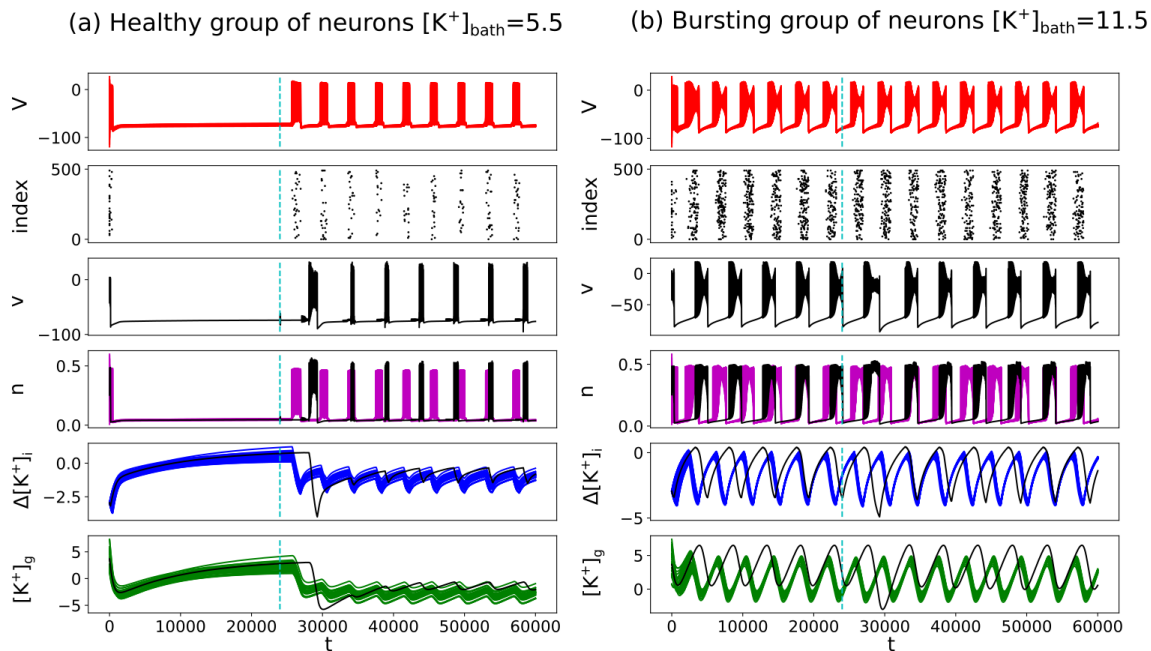 (a) Healthy group of neurons [K⁺]bath=5.5
(b) Bursting group of neurons [K⁺]bath=11.5
V
0
−100
index
500
0
v
0
−100
n
0.5
0.0
Δ[K⁺]i
0.0
−2.5
[K⁺]g
5
0
−5
0 10000 20000 30000 40000 50000 60000
t
V
0
−100
index
500
0
v
0
−50
n
0.5
0.0
Δ[K⁺]i
0
−5
[K⁺]g
5
0
0 10000 20000 30000 40000 50000 60000
t